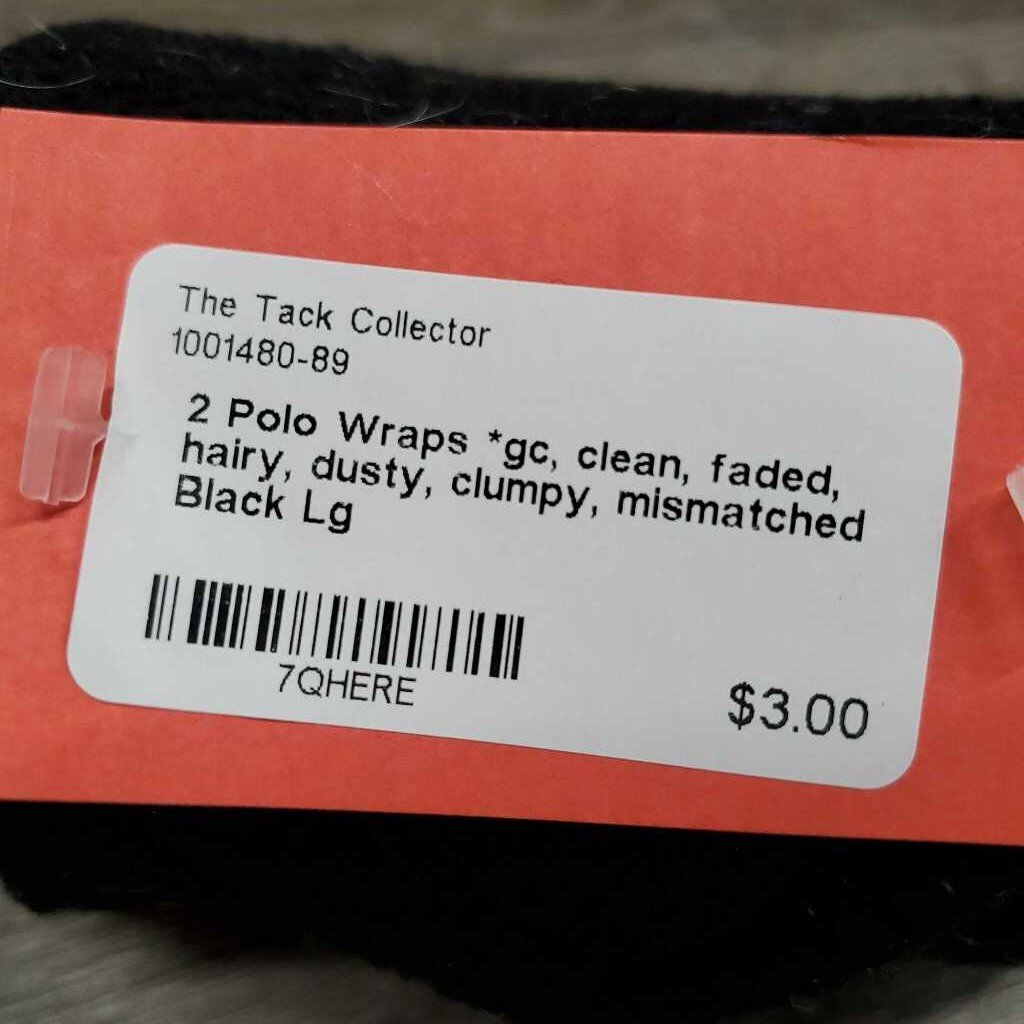 The Tack Collector
1001480-89
2 Polo Wraps *gc, clean, faded,
hairy, dusty, clumpy, mismatched
Black Lg
7QHERE
$3.00